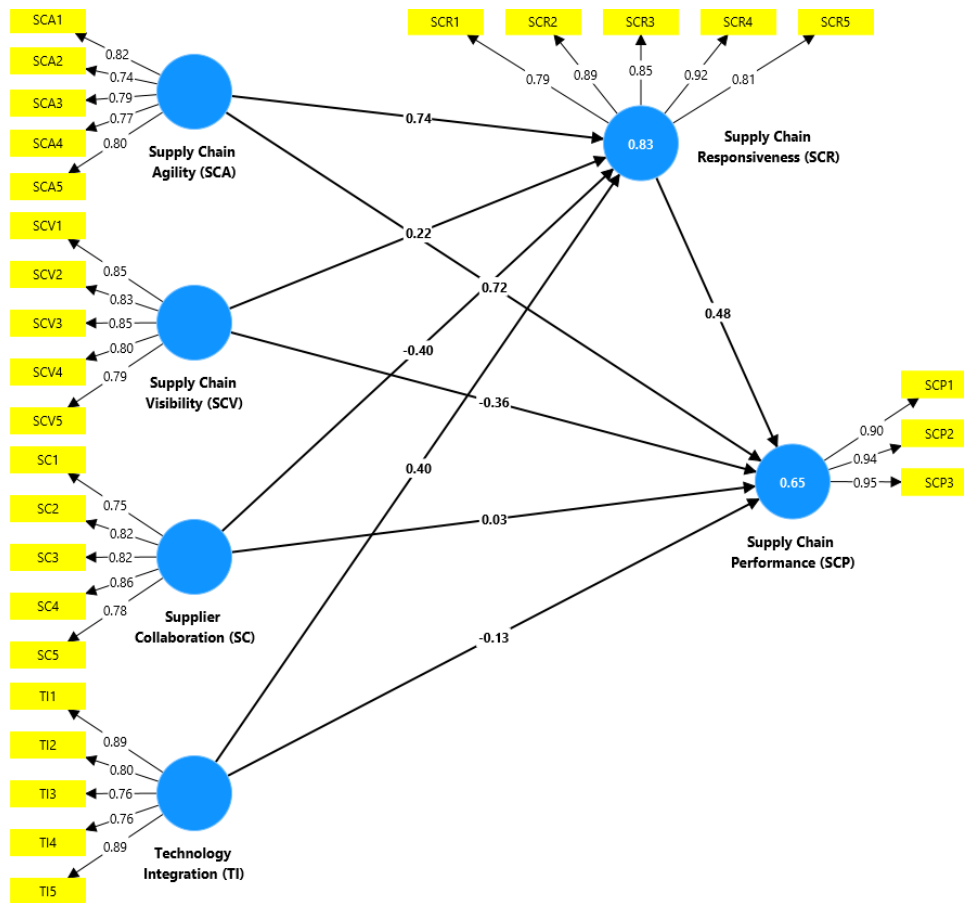 SCA1
SCA2
SCA3
SCA4
SCA5
0.82
0.74
0.79
0.77
0.80
Supply Chain
Agility (SCA)
SCV1
SCV2
SCV3
SCV4
SCV5
0.85
0.83
0.85
0.80
0.79
Supply Chain
Visibility (SCV)
SC1
SC2
SC3
SC4
SC5
0.75
0.82
0.82
0.86
0.78
Supplier
Collaboration (SC)
TI1
TI2
TI3
TI4
TI5
0.89
0.80
0.76
0.76
0.89
Technology
Integration (TI)
0.74
0.22
0.72
-0.40
-0.36
0.40
0.03
-0.13
0.48
SCR1
SCR2
SCR3
SCR4
SCR5
0.79
0.89
0.85
0.92
0.81
0.83
Supply Chain
Responsiveness (SCR)
SCP1
SCP2
SCP3
0.90
0.94
0.95
0.65
Supply Chain
Performance (SCP)